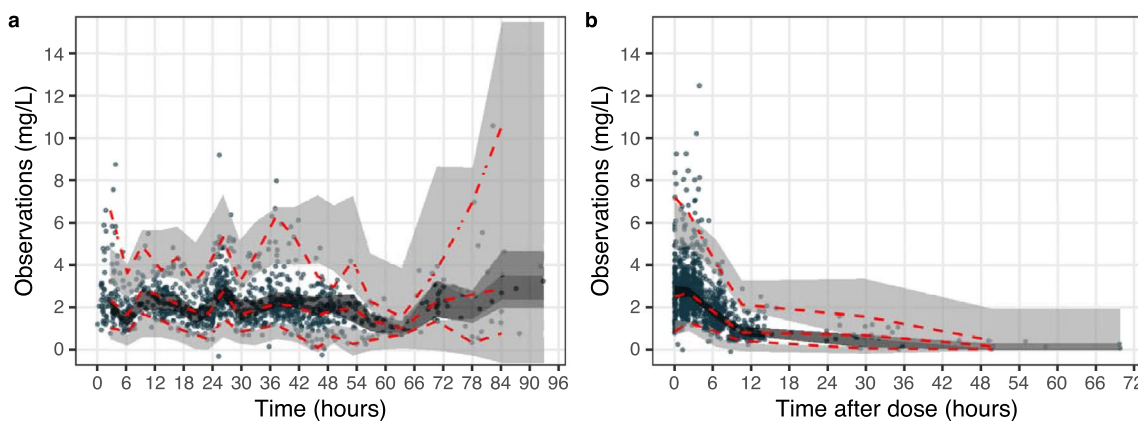 a
Observations (mg/L)
14
12
10
8
6
4
2
0
0 6 12 18 24 30 36 42 48 54 60 66 72 78 84 90 96
Time (hours)
b
Observations (mg/L)
14
12
10
8
6
4
2
0
0 6 12 18 24 30 36 42 48 54 60 66 72
Time after dose (hours)